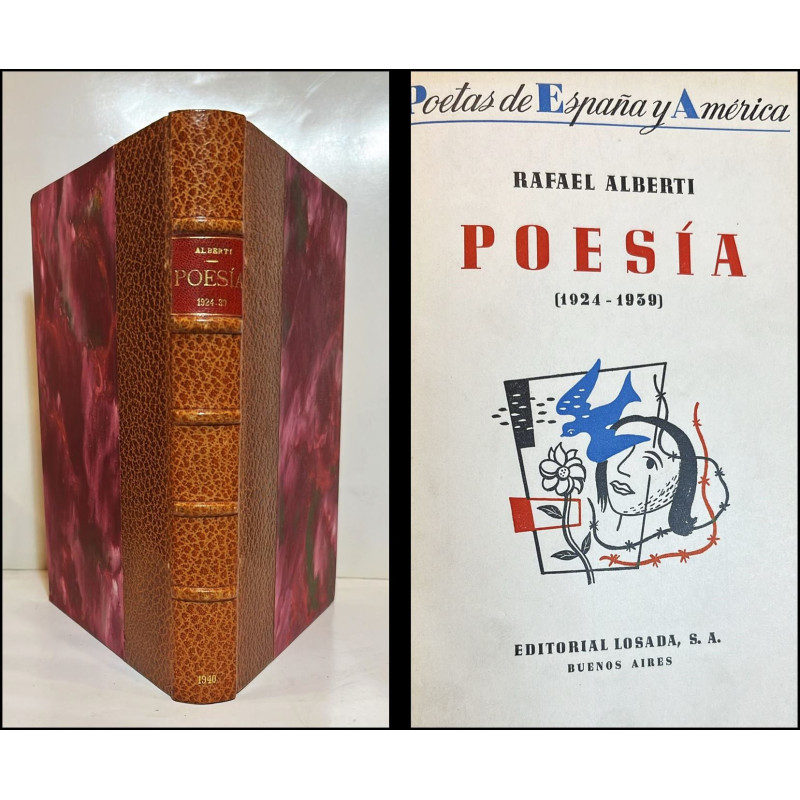 ALBERTI
POESÍA
1924-39
1940
Poetas de España y América
RAFAEL ALBERTI
POESÍA
(1924-1939)
EDITORIAL LOSADA, S. A.
BUENOS AIRES